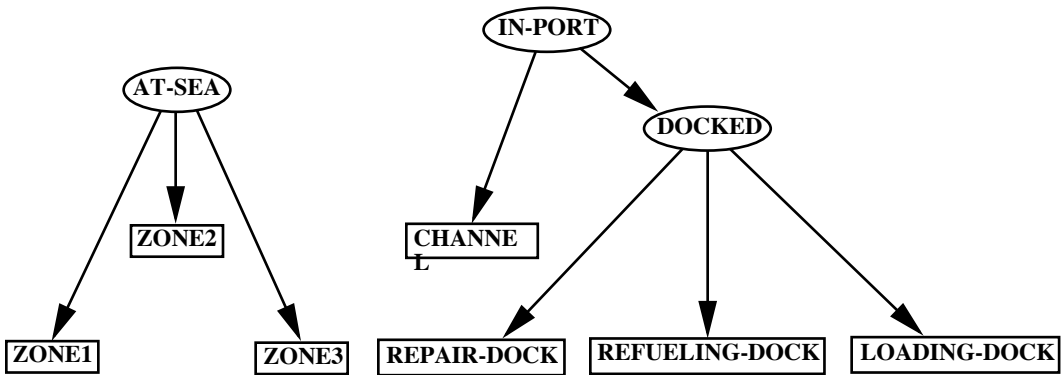 IN-PORT
AT-SEA
DOCKED
ZONE2
CHANNE
L
ZONE1
ZONE3
REPAIR-DOCK
REFUELING-DOCK
LOADING-DOCK